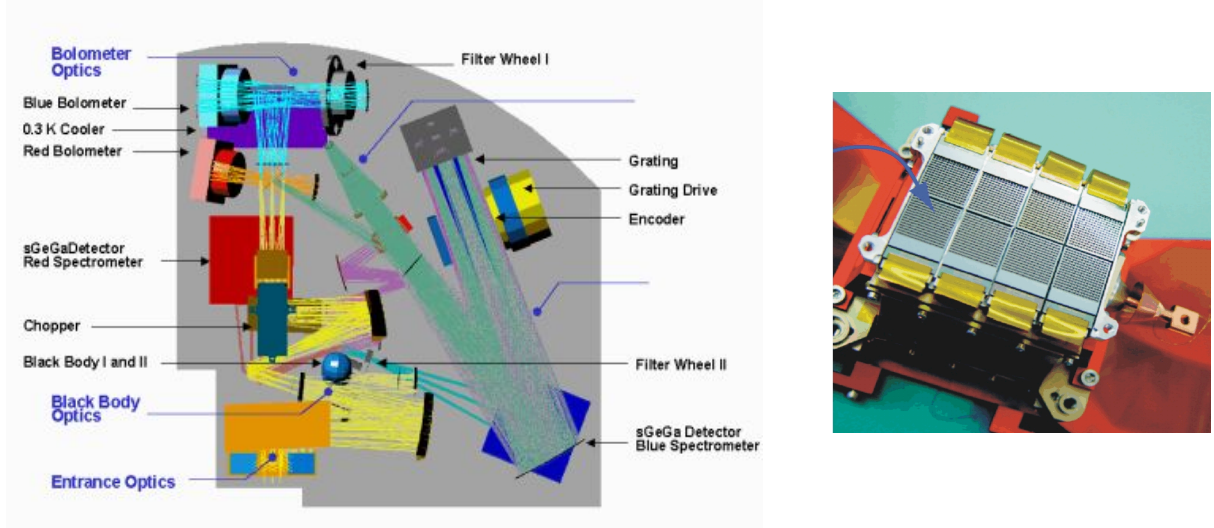 Bolometer
Optics
Filter Wheel I
Blue Bolometer
0.3 K Cooler
Red Bolometer
Grating
Grating Drive
Encoder
sGeGaDetector
Red Spectrometer
Chopper
Black Body I and II
Filter Wheel II
Black Body
Optics
sGeGa Detector
Blue Spectrometer
Entrance Optics